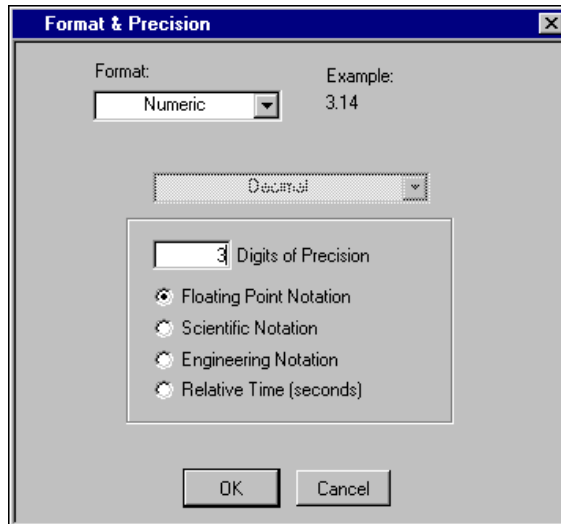 Format & Precision
Format:
Example:
Numeric
3.14
Decimal
3 Digits of Precision
Floating Point Notation
Scientific Notation
Engineering Notation
Relative Time (seconds)
OK
Cancel